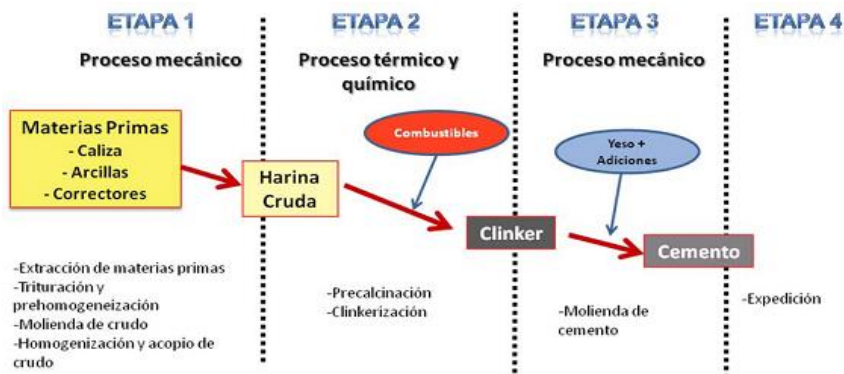 ETAPA 1
Proceso mecánico
Materias Primas
- Caliza
- Arcillas
- Correctores
Harina
Cruda
-Extracción de materias primas
-Trituración y
prehomogeneización
-Molienda de crudo
-Homogenización y acopio de
crudo
ETAPA 2
Proceso térmico y
químico
Combustibles
Clinker
-Precalcinación
-Clinkerización
ETAPA 3
Proceso mecánico
Yeso +
Adiciones
Cemento
-Molienda de
cemento
ETAPA 4
-Expedición